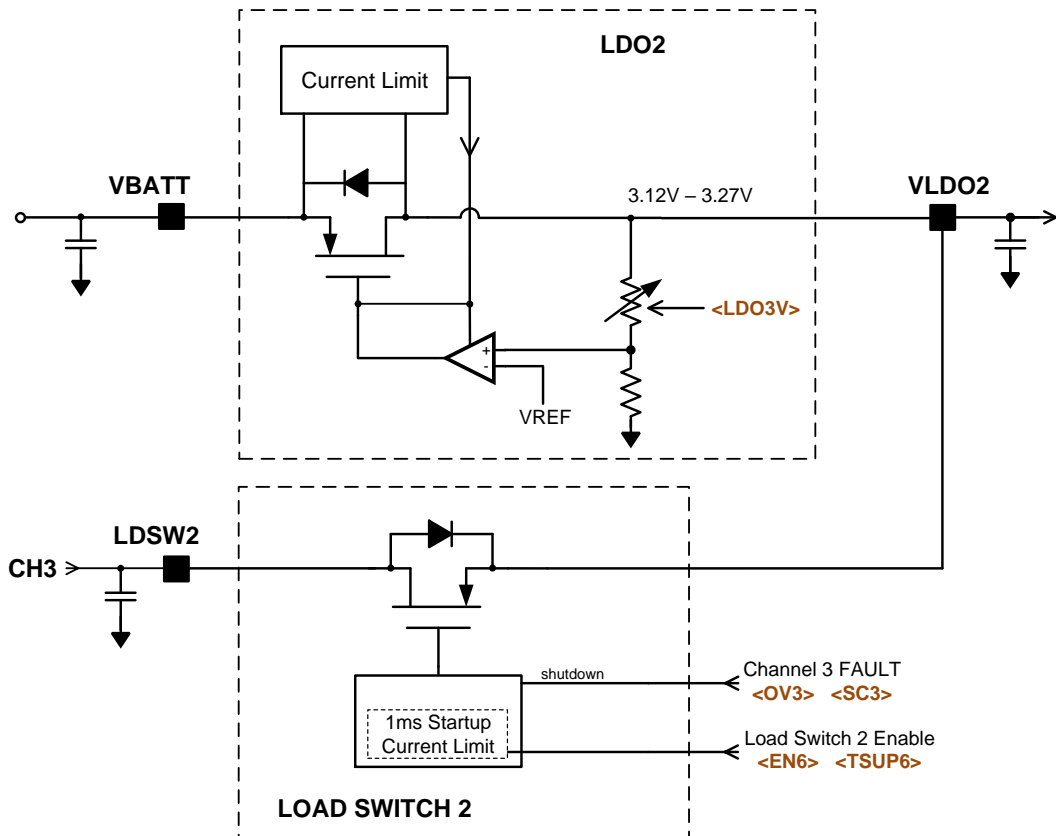 LDO2
Current Limit
VBATT
3.12V – 3.27V
VLDO2
<LDO3V>
+
-
VREF
LDSW2
CH3
shutdown
Channel 3 FAULT
<OV3> <SC3>
1ms Startup
Current Limit
Load Switch 2 Enable
<EN6> <TSUP6>
LOAD SWITCH 2